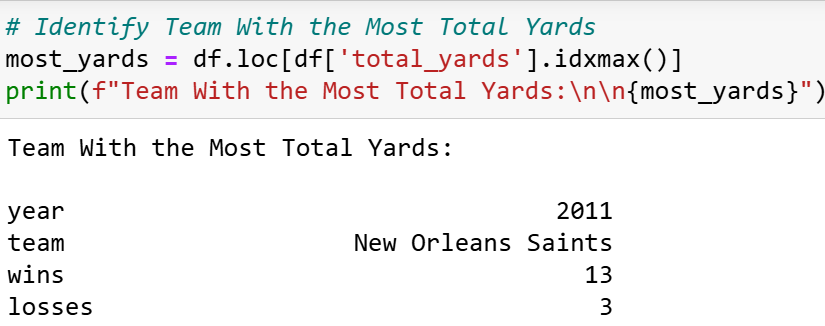 # Identify Team With the Most Total Yards
most_yards = df.loc[df['total_yards'].idxmax()]
print(f"Team With the Most Total Yards:\n\n{most_yards}")
Team With the Most Total Yards:
year 2011
team New Orleans Saints
wins 13
losses 3